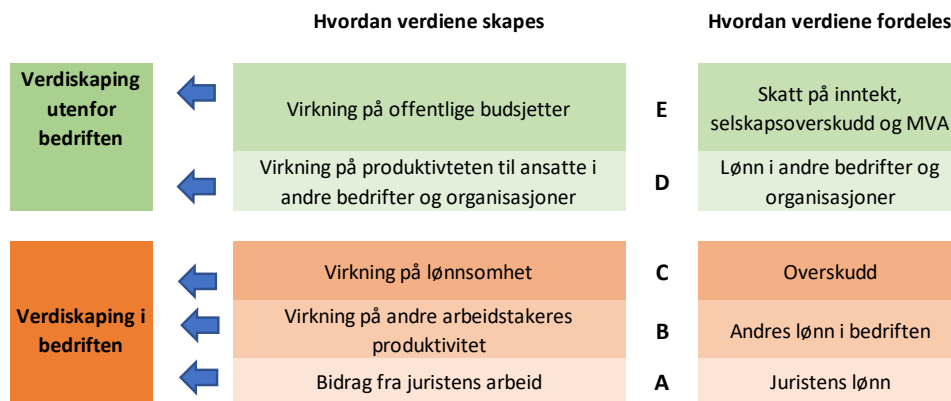 Hvordan verdiene skapes
Hvordan verdiene fordeles
Verdiskaping
utenfor
bedriften
Virkning på offentlige budsjetter
E
Skatt på inntekt,
selskapsoverskudd og MVA
Virkning på produktivteten til ansatte i
andre bedrifter og organisasjoner
D
Lønn i andre bedrifter og
organisasjoner
Verdiskaping i
bedriften
Virkning på lønnsomhet
C
Overskudd
Virkning på andre arbeidstakeres
produktivitet
B
Andres lønn i bedriften
Bidrag fra juristens arbeid
A
Juristens lønn